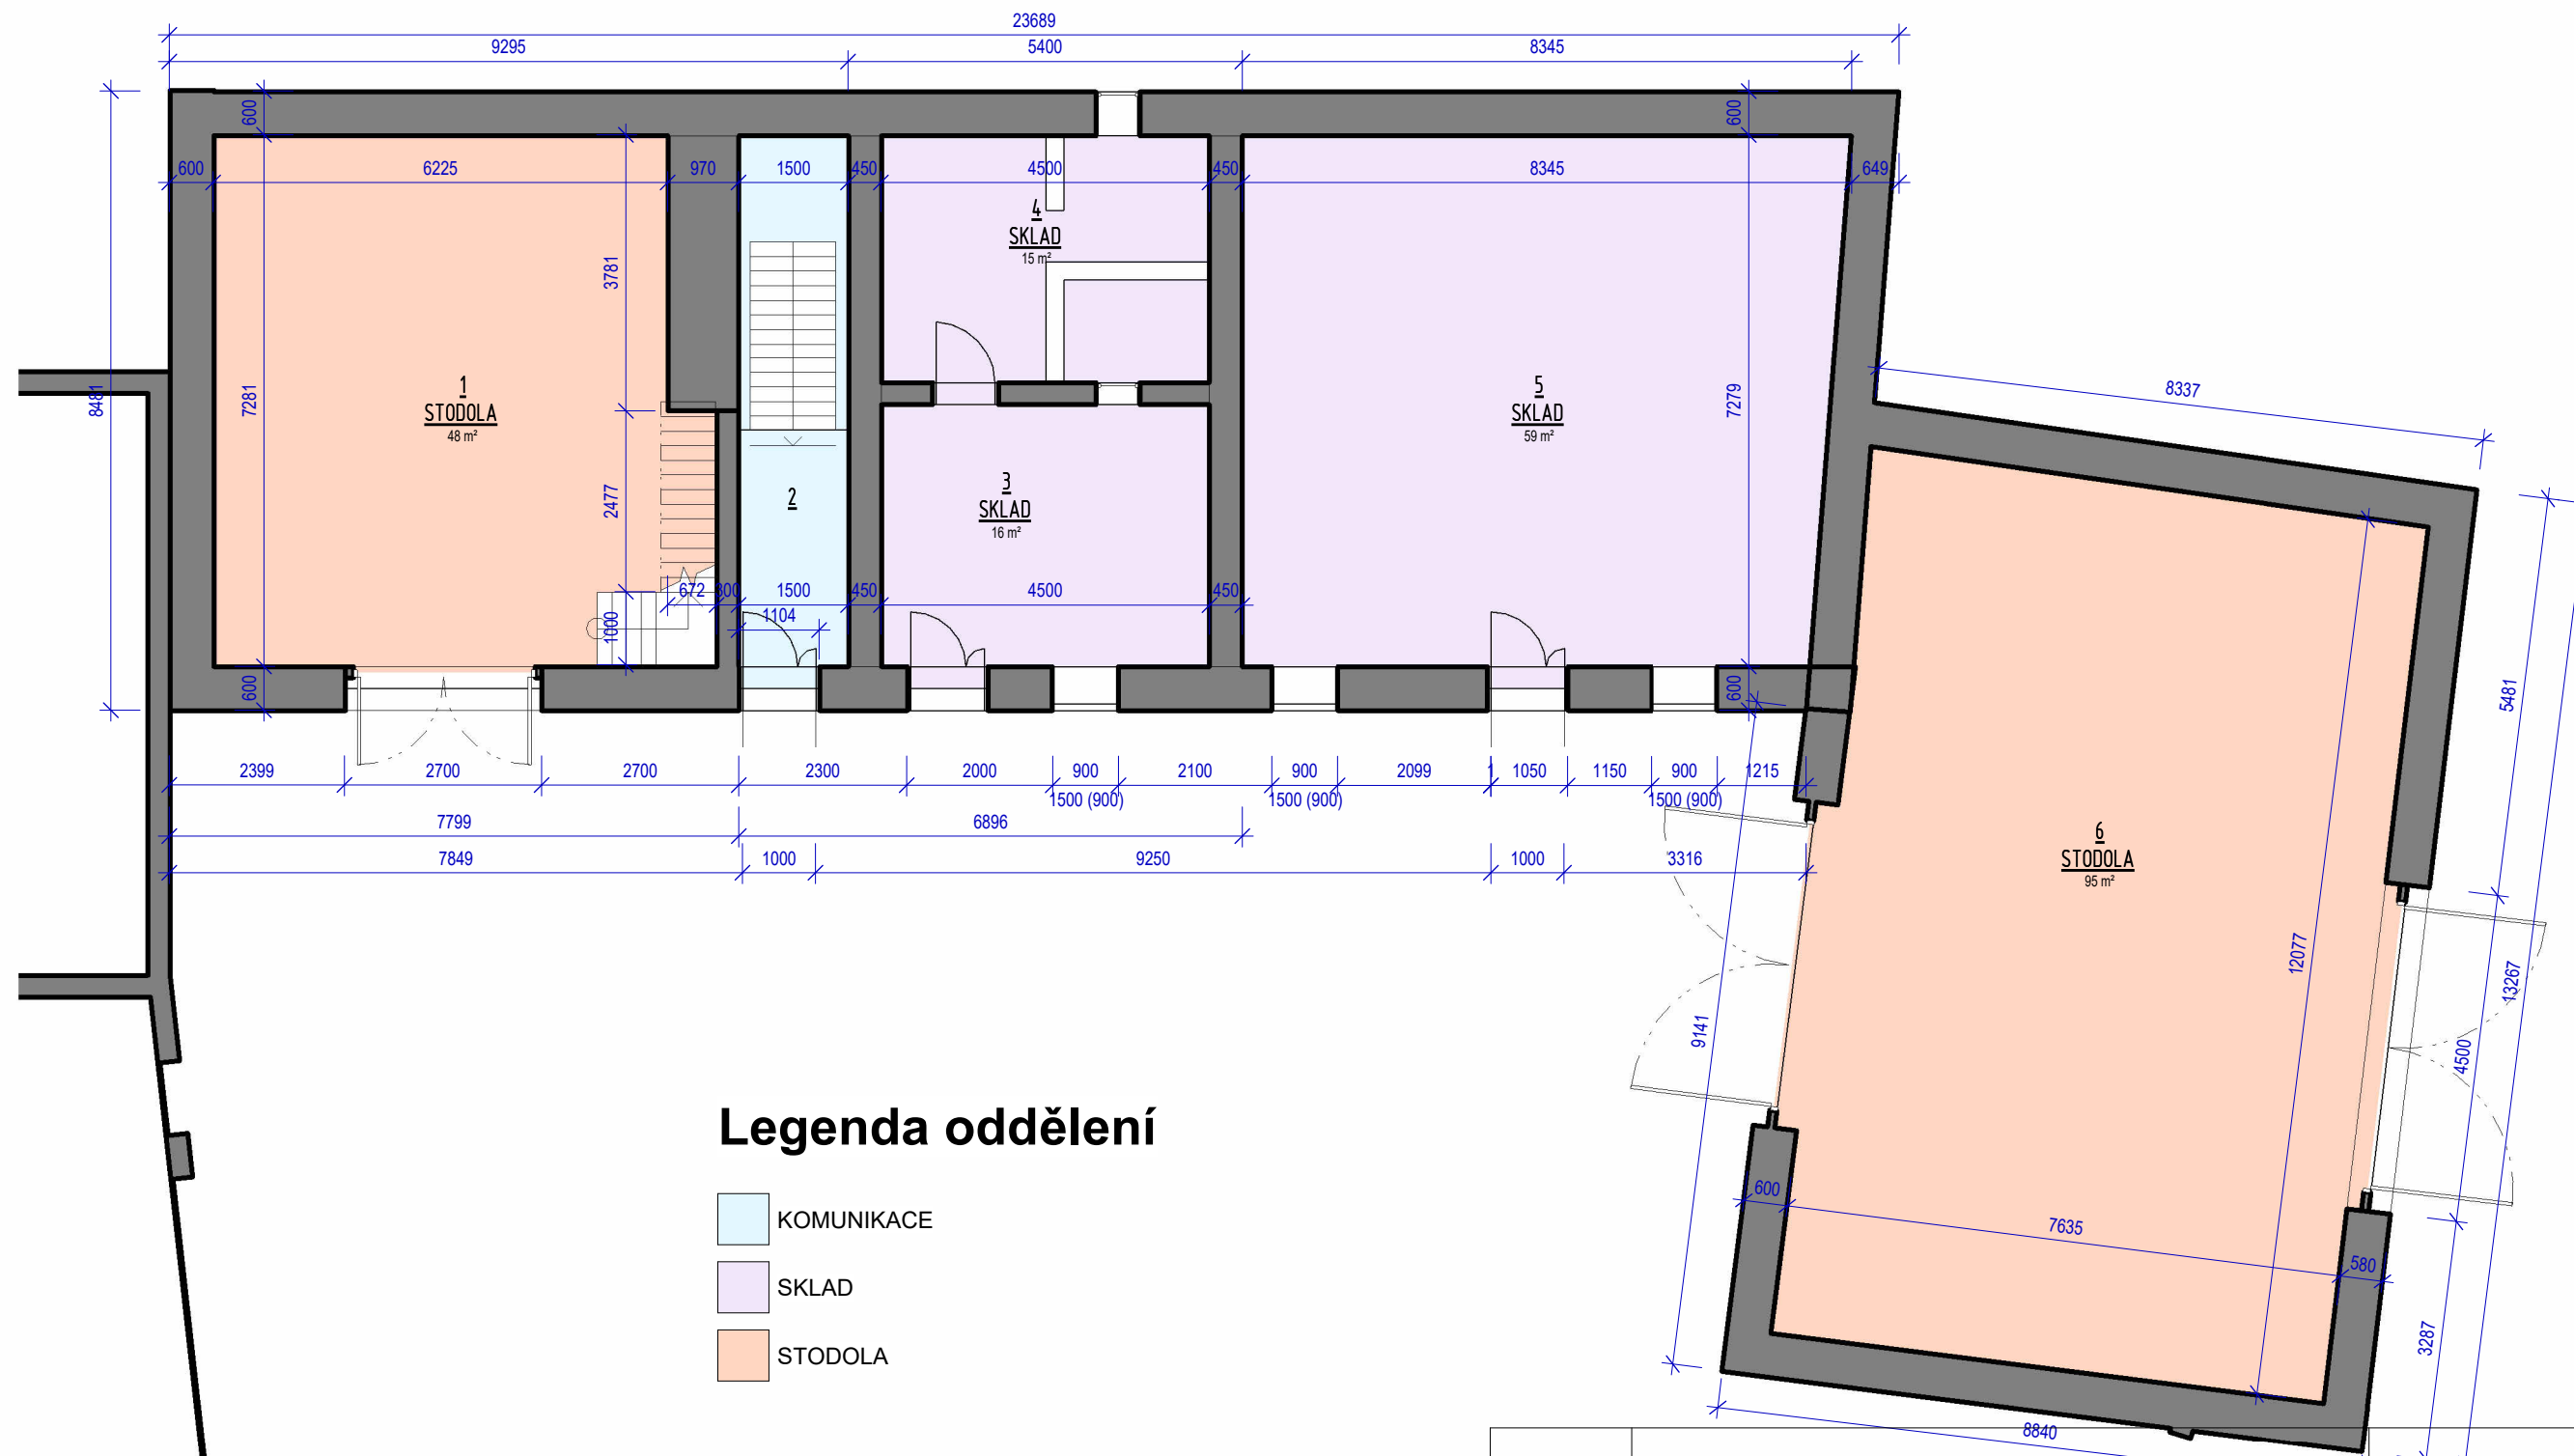 23689
9295 5400 8345
600 600
600 6225 970 1500 450 4500 450 8345 649
4
SKLAD
15 m²
3781
8481
7281
1
STODOLA
48 m²
5
SKLAD
59 m²
7279
8337
2477
2
3
SKLAD
16 m²
672 300 1500 450 4500 450
1104
1000
600 600
5481
2399 2700 2700 2300 2000 900 2100 900 2099 1 1050 1150 900 1215
1500 (900) 1500 (900) 1500 (900)
7799 6896
7849 1000 9250 1000 3316
6
STODOLA
95 m²
12077
13267
9141
4500
Legenda oddělení
600
7635
580
KOMUNIKACE
SKLAD
3287
STODOLA
8840